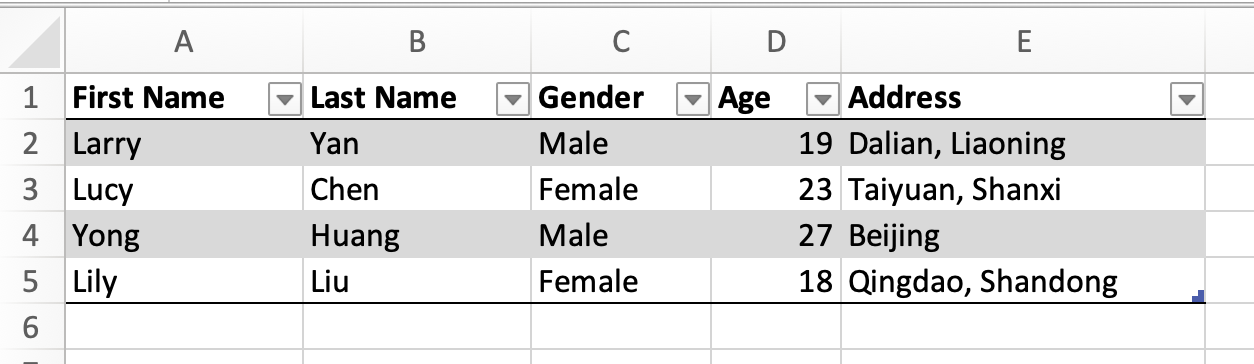 A B C D E
1 First Name Last Name Gender Age Address
2 Larry Yan Male 19 Dalian, Liaoning
3 Lucy Chen Female 23 Taiyuan, Shanxi
4 Yong Huang Male 27 Beijing
5 Lily Liu Female 18 Qingdao, Shandong
6